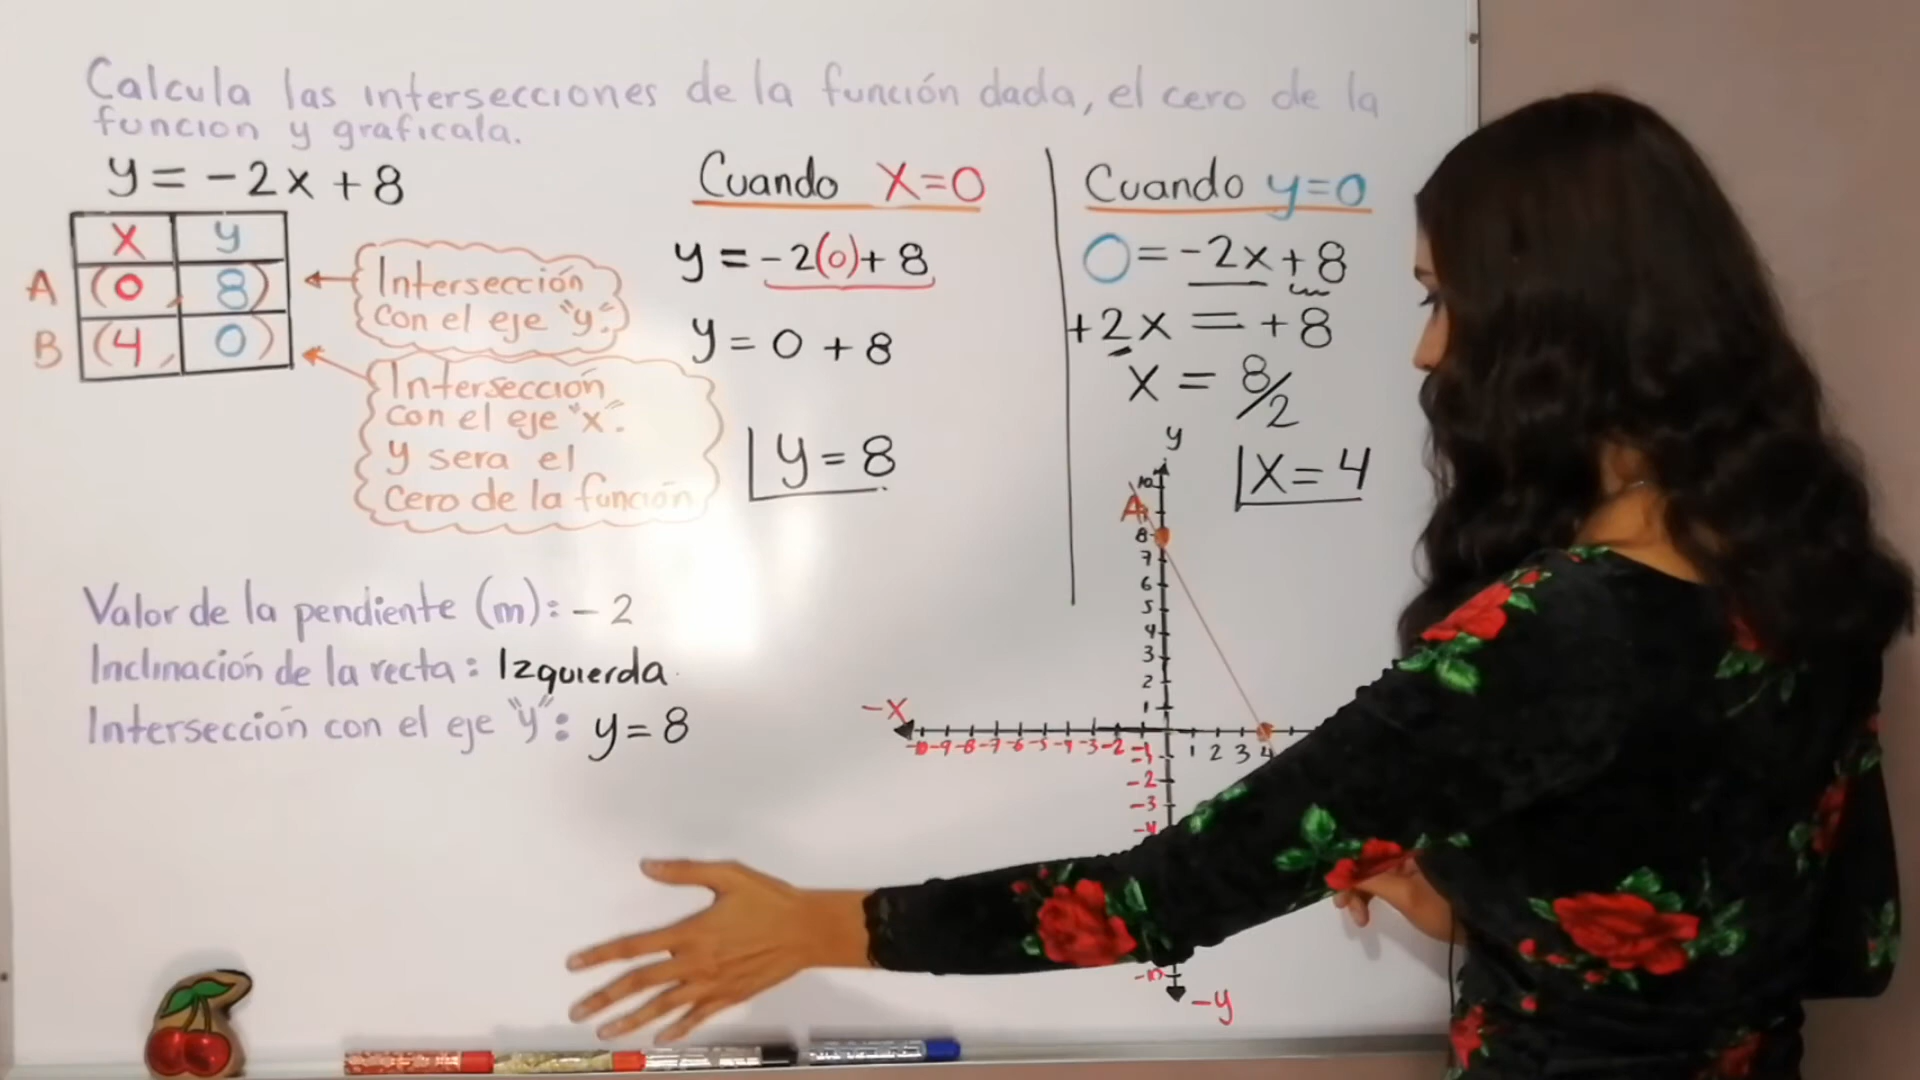 Calcula las intersecciones de la función dada, el cero de la
funcion y graficala.
y = -2x + 8
x y
A (0, 8)
B (4, 0)
Intersección
con el eje "y".
Intersección
con el eje "x".
y sera el
cero de la función
Cuando x=0
y = -2(0) + 8
y = 0 + 8
y = 8
Cuando y=0
0 = -2x + 8
+2x = +8
x = 8/2
x = 4
Valor de la pendiente (m): -2
Inclinación de la recta: Izquierda.
Intersección con el eje "y": y = 8
y
10
A
8
7
6
5
4
3
2
1
-x
-10 -9 -8 -7 -6 -5 -4 -3 -2 -1 1 2 3 4
-1
-2
-3
-4
-10
-y